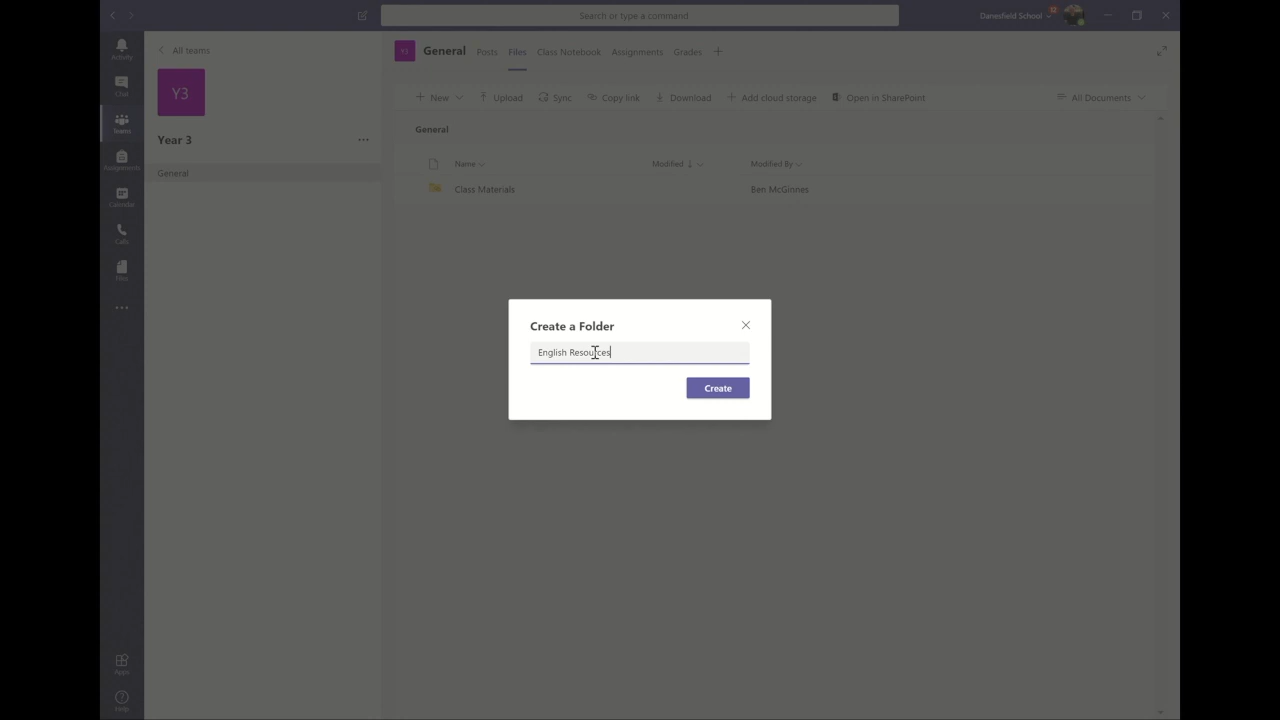 Search or type a command
Danesfield School
Activity
Chat
Teams
Assignments
Calendar
Calls
Files
Apps
Help
All teams
Y3
Year 3
General
Y3
General Posts Files Class Notebook Assignments Grades
New Upload Sync Copy link Download Add cloud storage Open in SharePoint All Documents
General
Name Modified Modified By
Class Materials Ben McGinnes
Create a Folder
English Resources
Create